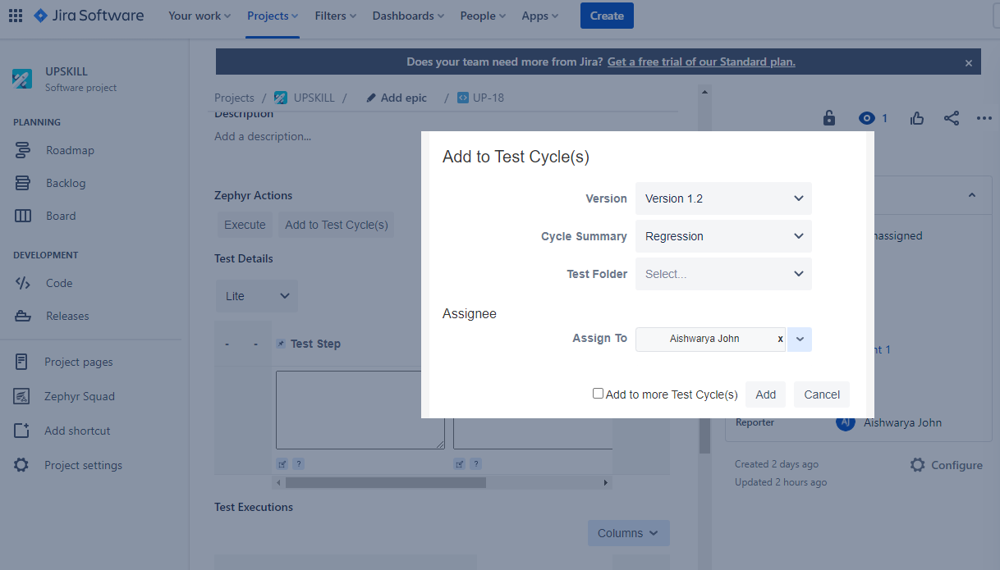 Jira Software
Your work
Projects
Filters
Dashboards
People
Apps
Create
UPSKILL
Software project
PLANNING
Roadmap
Backlog
Board
DEVELOPMENT
Code
Releases
Project pages
Zephyr Squad
Add shortcut
Project settings
Does your team need more from Jira? Get a free trial of our Standard plan.
Projects / UPSKILL / Add epic / UP-18
1
Description
Add a description...
Zephyr Actions
Execute
Add to Test Cycle(s)
Test Details
Lite
- - Test Step
Test Executions
Columns
Add to Test Cycle(s)
Version Version 1.2
Cycle Summary Regression
Test Folder Select...
Assignee
Assign To Aishwarya John x
Add to more Test Cycle(s) Add Cancel
nassigned
nt 1
Reporter AJ Aishwarya John
Created 2 days ago
Updated 2 hours ago
Configure